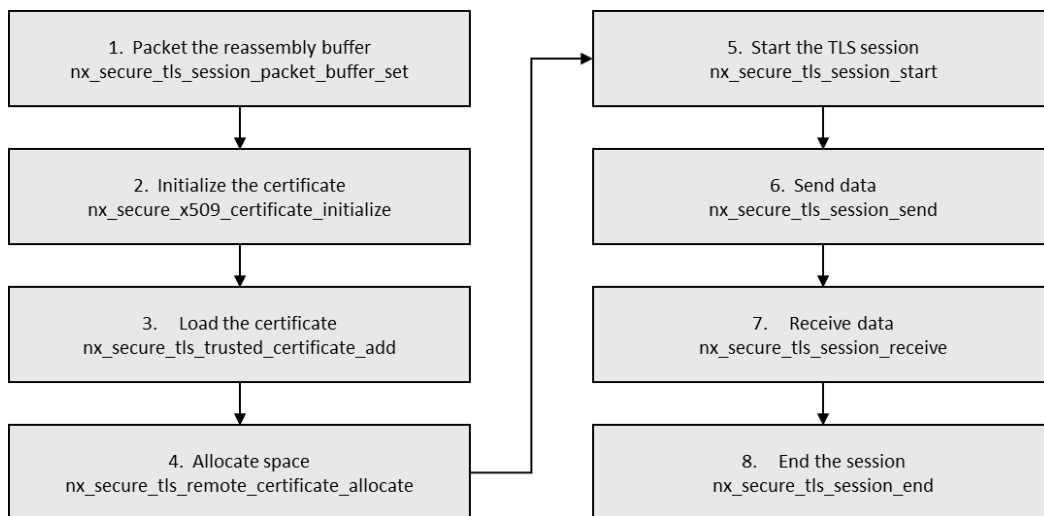 1. Packet the reassembly buffer
nx_secure_tls_session_packet_buffer_set
2. Initialize the certificate
nx_secure_x509_certificate_initialize
3. Load the certificate
nx_secure_tls_trusted_certificate_add
4. Allocate space
nx_secure_tls_remote_certificate_allocate
5. Start the TLS session
nx_secure_tls_session_start
6. Send data
nx_secure_tls_session_send
7. Receive data
nx_secure_tls_session_receive
8. End the session
nx_secure_tls_session_end